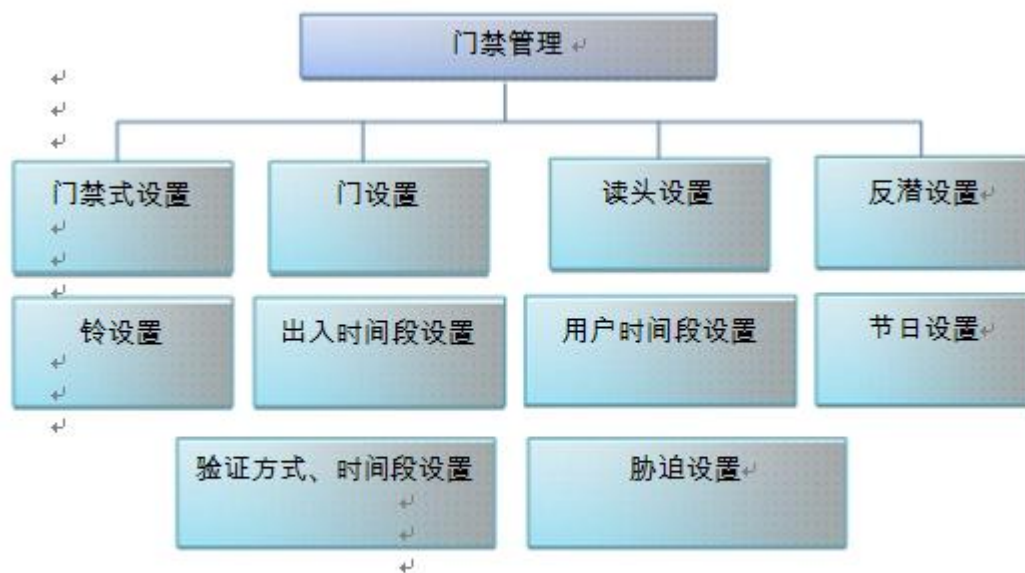 门禁管理
门禁式设置
门设置
读头设置
反潜设置
铃设置
出入时间段设置
用户时间段设置
节日设置
验证方式、时间段设置
胁迫设置